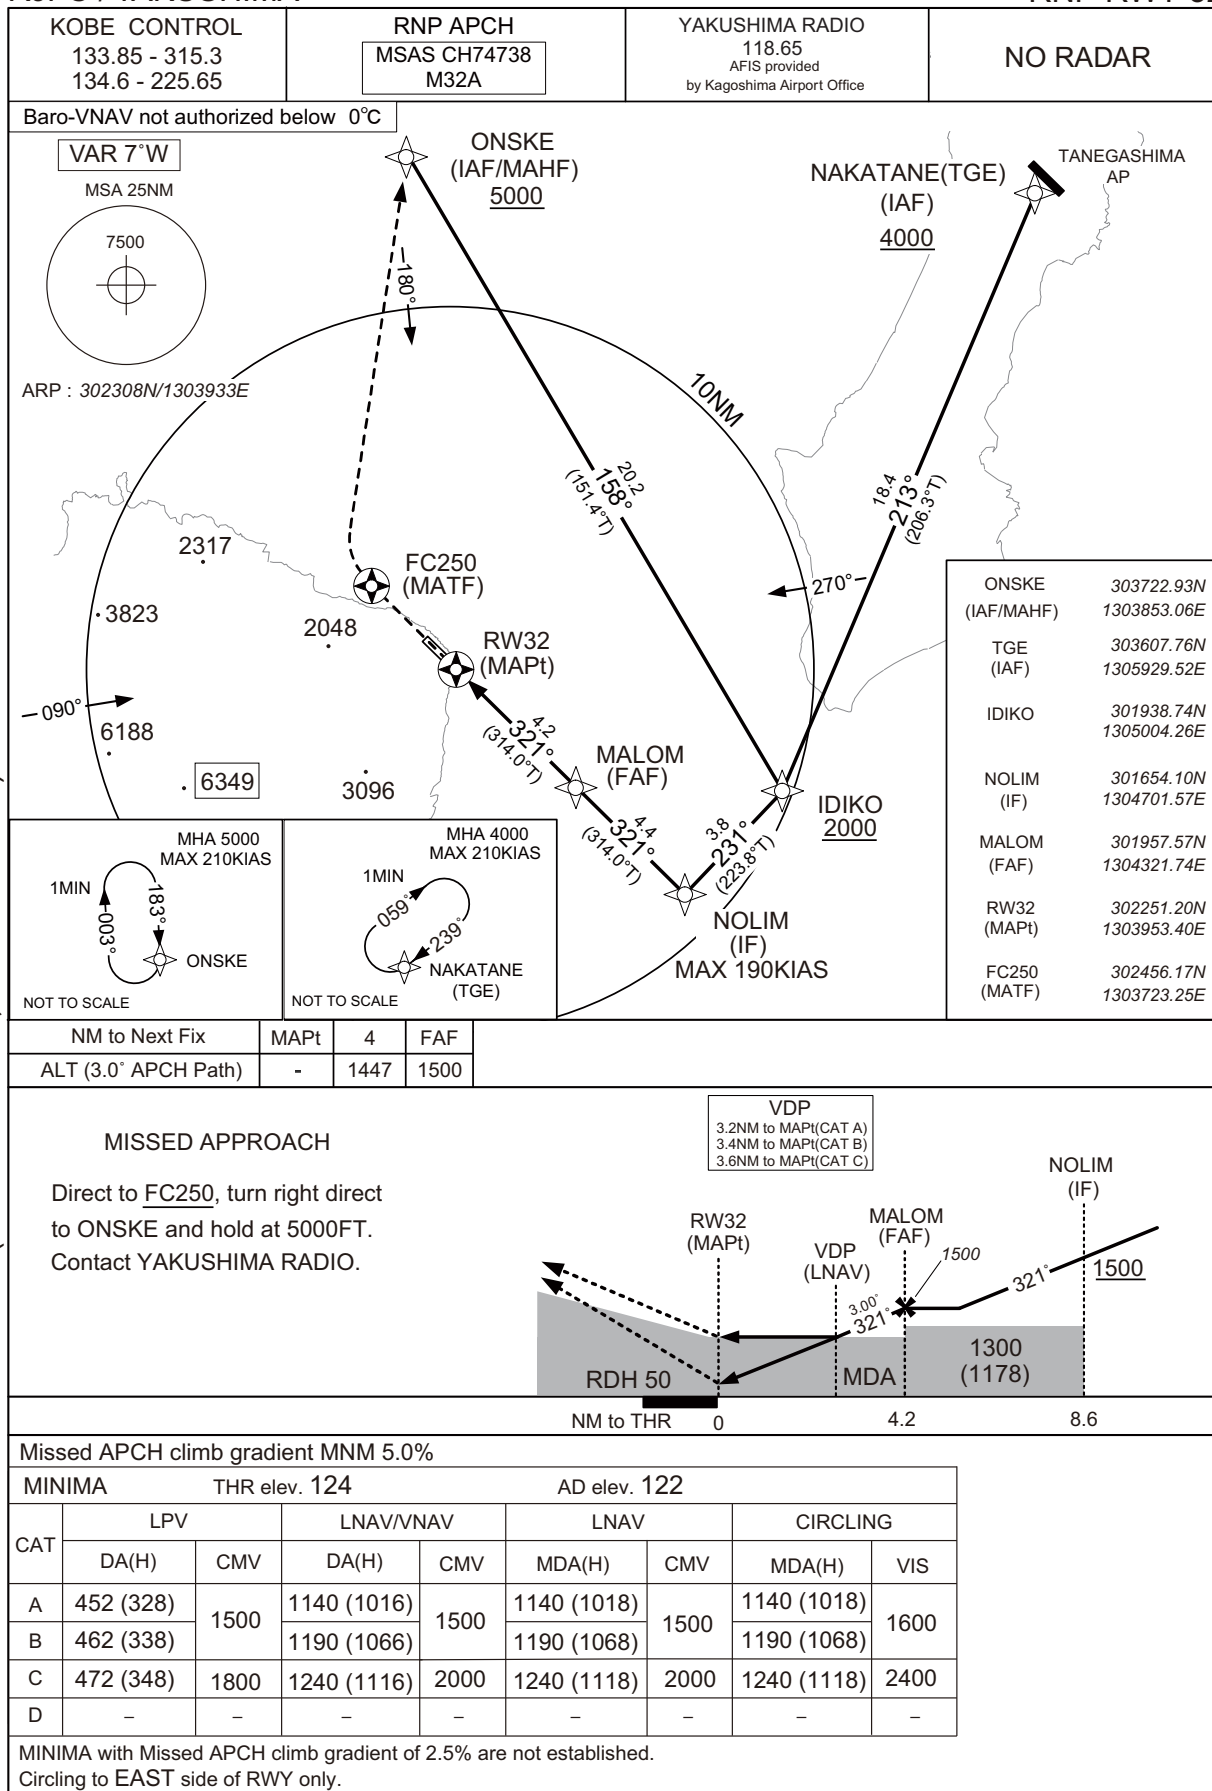 KOBE CONTROL
133.85 - 315.3
134.6 - 225.65
RNP APCH
MSAS CH74738
M32A
YAKUSHIMA RADIO
118.65
AFIS provided
by Kagoshima Airport Office
NO RADAR
Baro-VNAV not authorized below 0°C
VAR 7°W
MSA 25NM
7500
ARP : 302308N/1303933E
ONSKE
(IAF/MAHF)
5000
NAKATANE(TGE)
(IAF)
4000
TANEGASHIMA
AP
180°
10NM
20.2
158°
(151.4°T)
18.4
213°
(206.3°T)
270°
090°
2317
3823
2048
6188
6349
3096
FC250
(MATF)
RW32
(MAPt)
4.2
321°
(314.0°T)
MALOM
(FAF)
4.4
321°
(314.0°T)
3.8
231°
(223.8°T)
IDIKO
2000
NOLIM
(IF)
MAX 190KIAS
ONSKE 303722.93N
(IAF/MAHF) 1303853.06E
TGE 303607.76N
(IAF) 1305929.52E
IDIKO 301938.74N
1305004.26E
NOLIM 301654.10N
(IF) 1304701.57E
MALOM 301957.57N
(FAF) 1304321.74E
RW32 302251.20N
(MAPt) 1303953.40E
FC250 302456.17N
(MATF) 1303723.25E
MHA 5000
MAX 210KIAS
1MIN
003°
183°
ONSKE
NOT TO SCALE
MHA 4000
MAX 210KIAS
1MIN
059°
239°
NAKATANE
(TGE)
NOT TO SCALE
NM to Next Fix MAPt 4 FAF
ALT (3.0° APCH Path) - 1447 1500
MISSED APPROACH
Direct to FC250, turn right direct
to ONSKE and hold at 5000FT.
Contact YAKUSHIMA RADIO.
VDP
3.2NM to MAPt(CAT A)
3.4NM to MAPt(CAT B)
3.6NM to MAPt(CAT C)
RW32
(MAPt)
VDP
(LNAV)
MALOM
(FAF)
1500
NOLIM
(IF)
1500
321°
3.00°
321°
RDH 50
MDA
1300
(1178)
NM to THR 0 4.2 8.6
Missed APCH climb gradient MNM 5.0%
MINIMA THR elev. 124 AD elev. 122
CAT LPV LNAV/VNAV LNAV CIRCLING
DA(H) CMV DA(H) CMV MDA(H) CMV MDA(H) VIS
A 452 (328) 1500 1140 (1016) 1500 1140 (1018) 1500 1140 (1018) 1600
B 462 (338) 1190 (1066) 1190 (1068) 1190 (1068)
C 472 (348) 1800 1240 (1116) 2000 1240 (1118) 2000 1240 (1118) 2400
D – – – – – – – –
MINIMA with Missed APCH climb gradient of 2.5% are not established.
Circling to EAST side of RWY only.